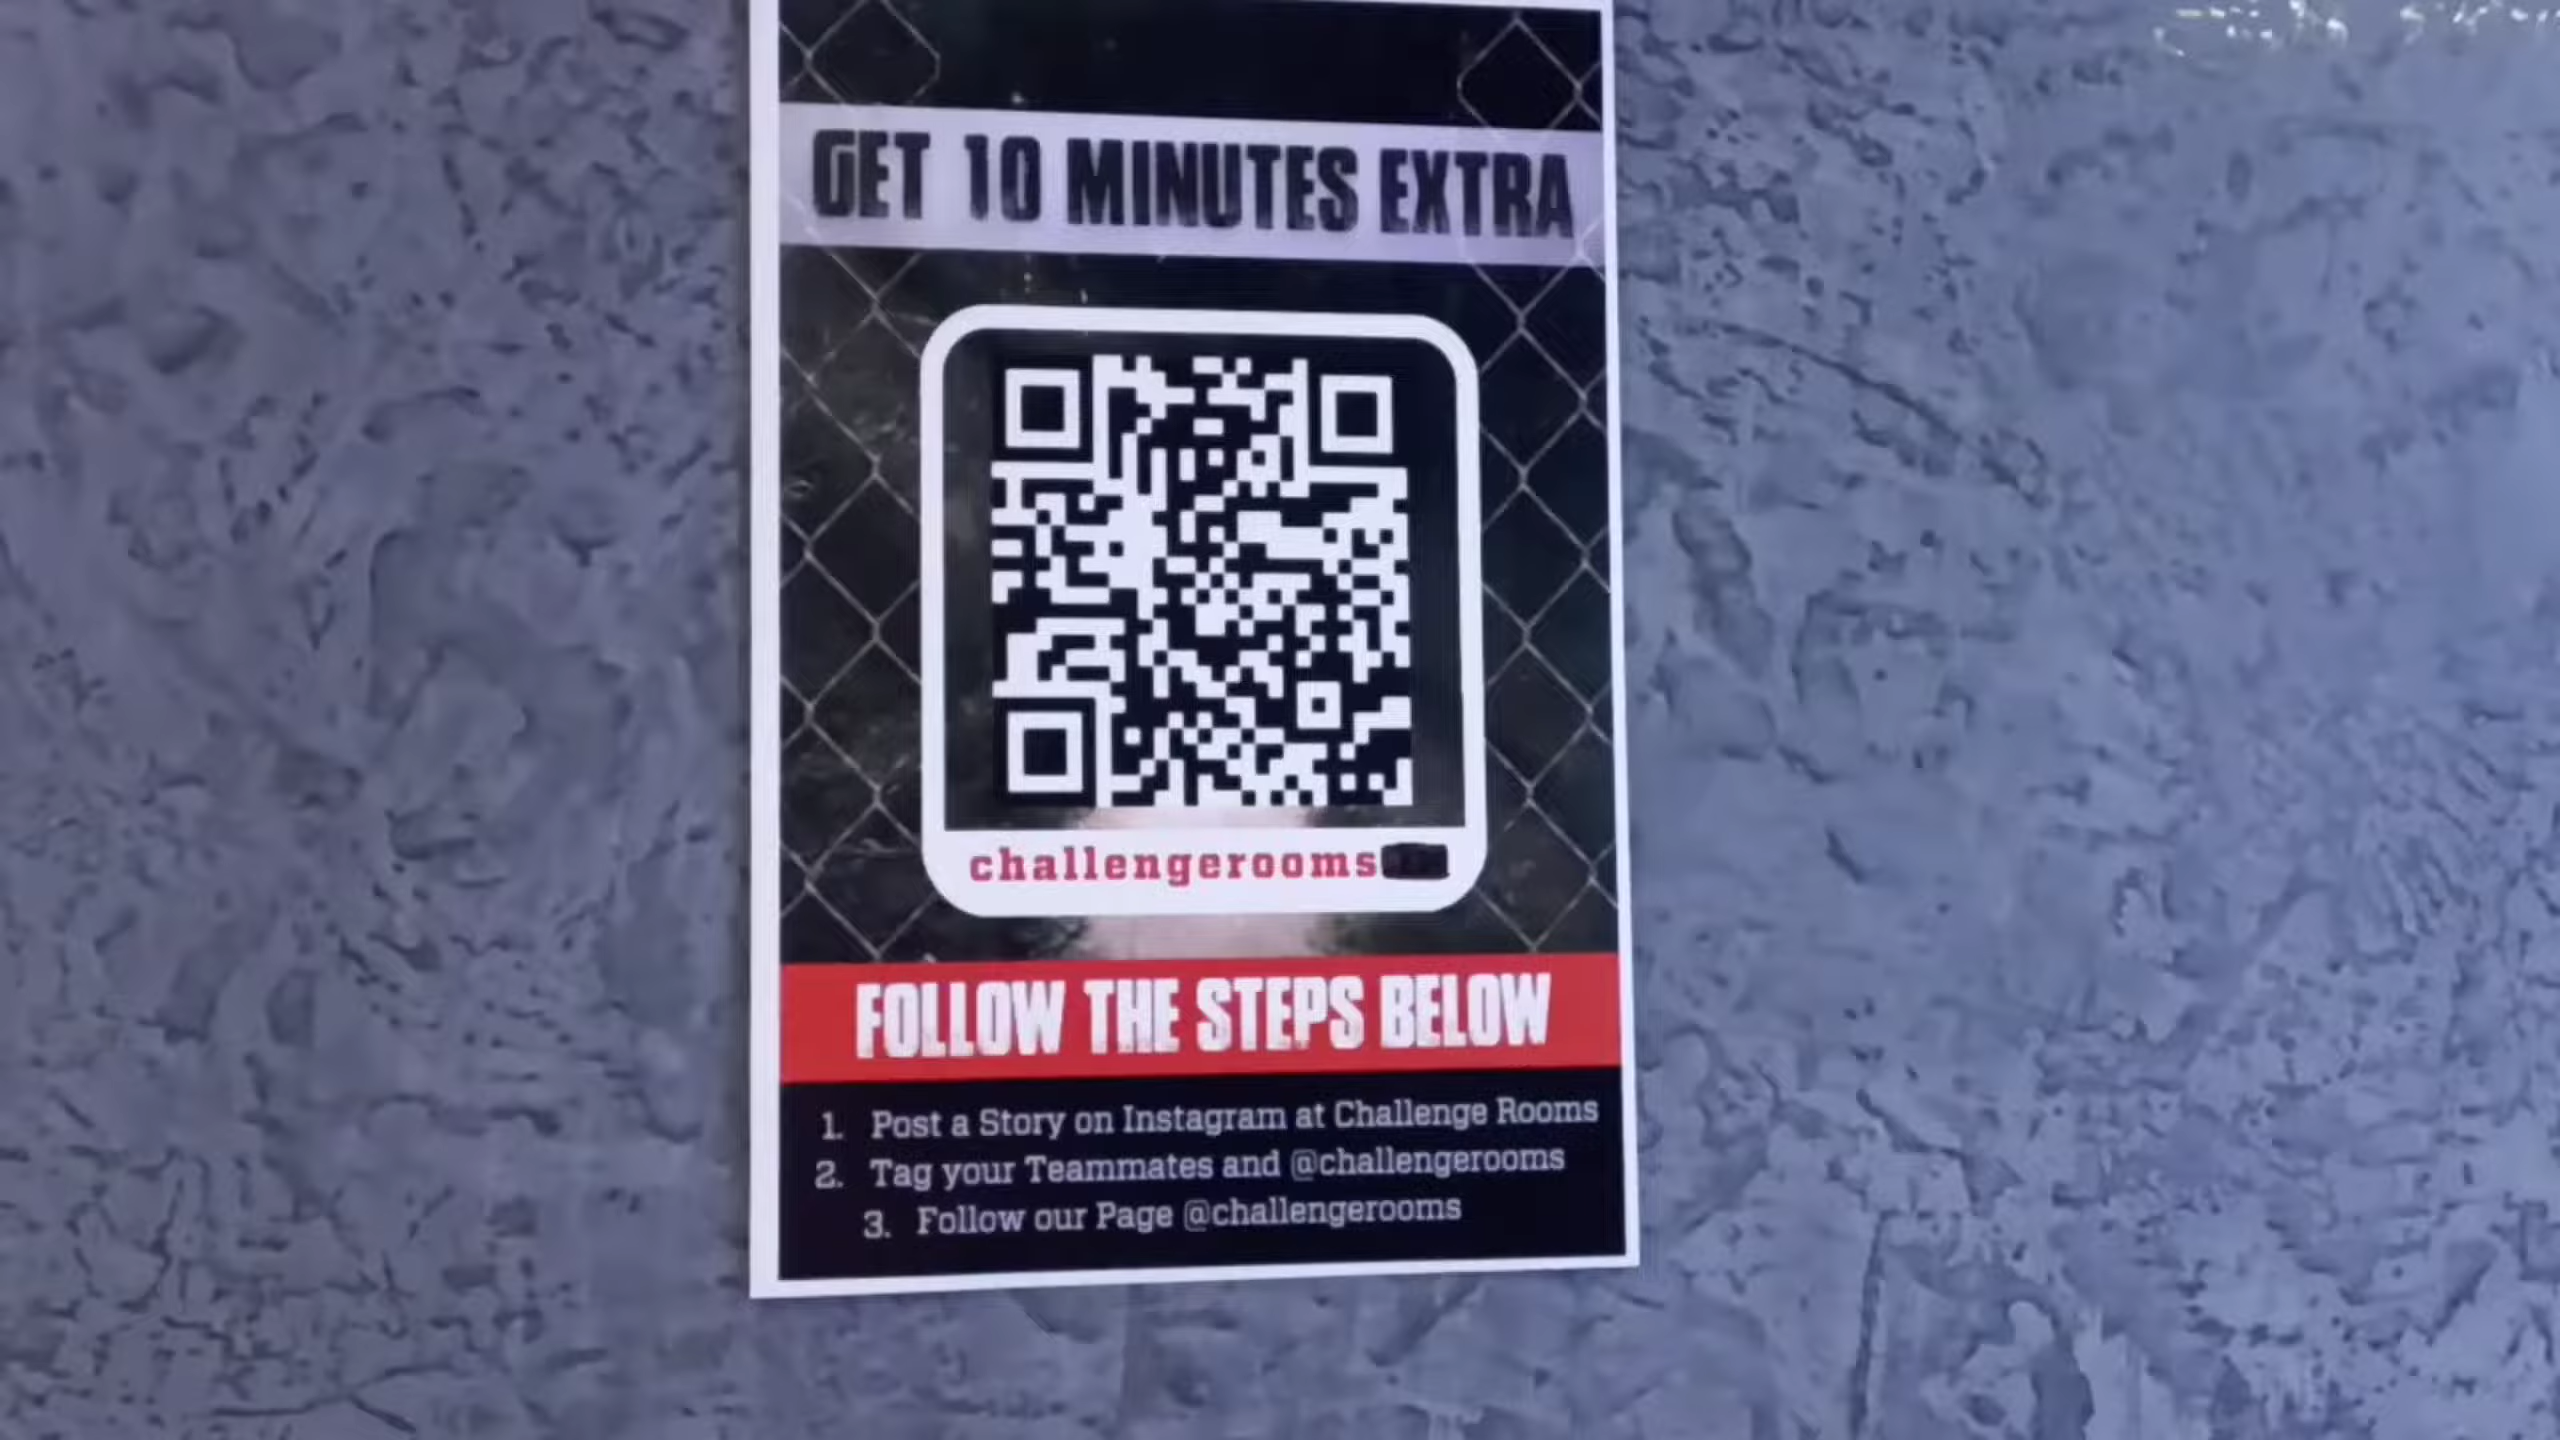 GET 10 MINUTES EXTRA
challengerooms
FOLLOW THE STEPS BELOW
1. Post a Story on Instagram at Challenge Rooms
2. Tag your Teammates and @challengerooms
3. Follow our Page @challengerooms